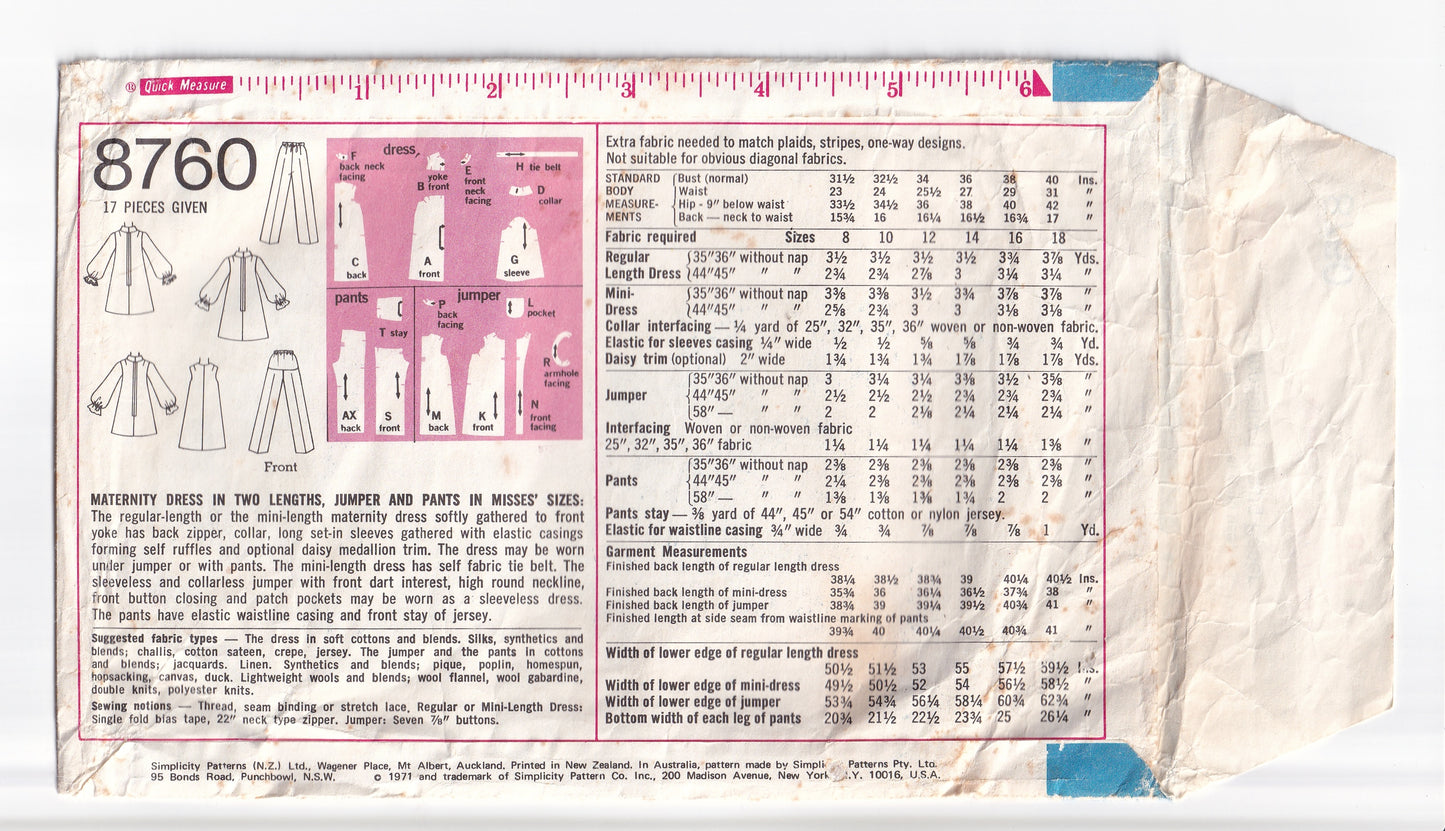 ® Quick Measure 1 2 3 4 5 6
8760
17 PIECES GIVEN
dress
F
back neck
facing
yoke
B front
E
front
neck
facing
H tie belt
D
collar
C
back
A
front
G
sleeve
pants
T stay
AX
back
S
front
jumper
P
back
facing
L
pocket
R
armhole
facing
M
back
K
front
N
front
facing
Front
MATERNITY DRESS IN TWO LENGTHS, JUMPER AND PANTS IN MISSES' SIZES:
The regular-length or the mini-length maternity dress softly gathered to front
yoke has back zipper, collar, long set-in sleeves gathered with elastic casings
forming self ruffles and optional daisy medallion trim. The dress may be worn
under jumper or with pants. The mini-length dress has self fabric tie belt. The
sleeveless and collarless jumper with front dart interest, high round neckline,
front button closing and patch pockets may be worn as a sleeveless dress.
The pants have elastic waistline casing and front stay of jersey.
Suggested fabric types — The dress in soft cottons and blends. Silks, synthetics and
blends; challis, cotton sateen, crepe, jersey. The jumper and the pants in cottons
and blends; jacquards. Linen. Synthetics and blends; pique, poplin, homespun,
hopsacking, canvas, duck. Lightweight wools and blends; wool flannel, wool gabardine,
double knits, polyester knits.
Sewing notions — Thread, seam binding or stretch lace. Regular or Mini-Length Dress:
Single fold bias tape, 22" neck type zipper. Jumper: Seven ⅞" buttons.
Extra fabric needed to match plaids, stripes, one-way designs.
Not suitable for obvious diagonal fabrics.
STANDARD Bust (normal) 31½ 32½ 34 36 38 40 Ins.
BODY Waist 23 24 25½ 27 29 31 "
MEASURE- Hip - 9" below waist 33½ 34½ 36 38 40 42 "
MENTS Back — neck to waist 15¾ 16 16¼ 16½ 16¾ 17 "
Fabric required Sizes 8 10 12 14 16 18
Regular 35"36" without nap 3½ 3½ 3½ 3½ 3¾ 3⅞ Yds.
Length Dress 44"45" " " 2¾ 2¾ 2⅞ 3 3¼ 3¼ "
Mini- 35"36" without nap 3⅜ 3⅜ 3½ 3¾ 3⅞ 3⅞ "
Dress 44"45" " " 2⅝ 2¾ 3 3 3⅛ 3⅛ "
Collar interfacing — ¼ yard of 25", 32", 35", 36" woven or non-woven fabric.
Elastic for sleeves casing ¼" wide ½ ½ ⅝ ⅝ ¾ ¾ Yd.
Daisy trim (optional) 2" wide 1¾ 1¾ 1¾ 1⅞ 1⅞ 1⅞ Yds.
35"36" without nap 3 3¼ 3¼ 3⅜ 3½ 3⅝ "
Jumper 44"45" " " 2½ 2½ 2½ 2¾ 2¾ 2¾ "
58" — " " 2 2 2⅛ 2¼ 2¼ 2¼ "
Interfacing Woven or non-woven fabric
25", 32", 35", 36" fabric 1¼ 1¼ 1¼ 1¼ 1¼ 1⅜ "
35"36" without nap 2⅜ 2⅜ 2⅜ 2⅜ 2⅜ 2⅜ "
Pants 44"45" " " 2¼ 2⅜ 2⅜ 2⅜ 2⅜ 2⅜ "
58" — " " 1⅜ 1⅜ 1⅜ 1¾ 2 2 "
Pants stay — ⅜ yard of 44", 45" or 54" cotton or nylon jersey.
Elastic for waistline casing ¾" wide ¾ ¾ ⅞ ⅞ ⅞ 1 Yd.
Garment Measurements
Finished back length of regular length dress
38¼ 38½ 38¾ 39 40¼ 40½ Ins.
Finished back length of mini-dress 35¾ 36 36¼ 36½ 37¾ 38 "
Finished back length of jumper 38¾ 39 39¼ 39½ 40¾ 41 "
Finished length at side seam from waistline marking of pants
39¾ 40 40¼ 40½ 40¾ 41 "
Width of lower edge of regular length dress
50½ 51½ 53 55 57½ 59½ Ins.
Width of lower edge of mini-dress 49½ 50½ 52 54 56½ 58½ "
Width of lower edge of jumper 53¾ 54¾ 56¼ 58¼ 60¾ 62¾ "
Bottom width of each leg of pants 20¾ 21½ 22½ 23¾ 25 26¼ "
Simplicity Patterns (N.Z.) Ltd., Wagener Place, Mt Albert, Auckland. Printed in New Zealand. In Australia, pattern made by Simpli Patterns Pty. Ltd.
95 Bonds Road, Punchbowl, N.S.W. © 1971 and trademark of Simplicity Pattern Co. Inc., 200 Madison Avenue, New York .Y. 10016, U.S.A.